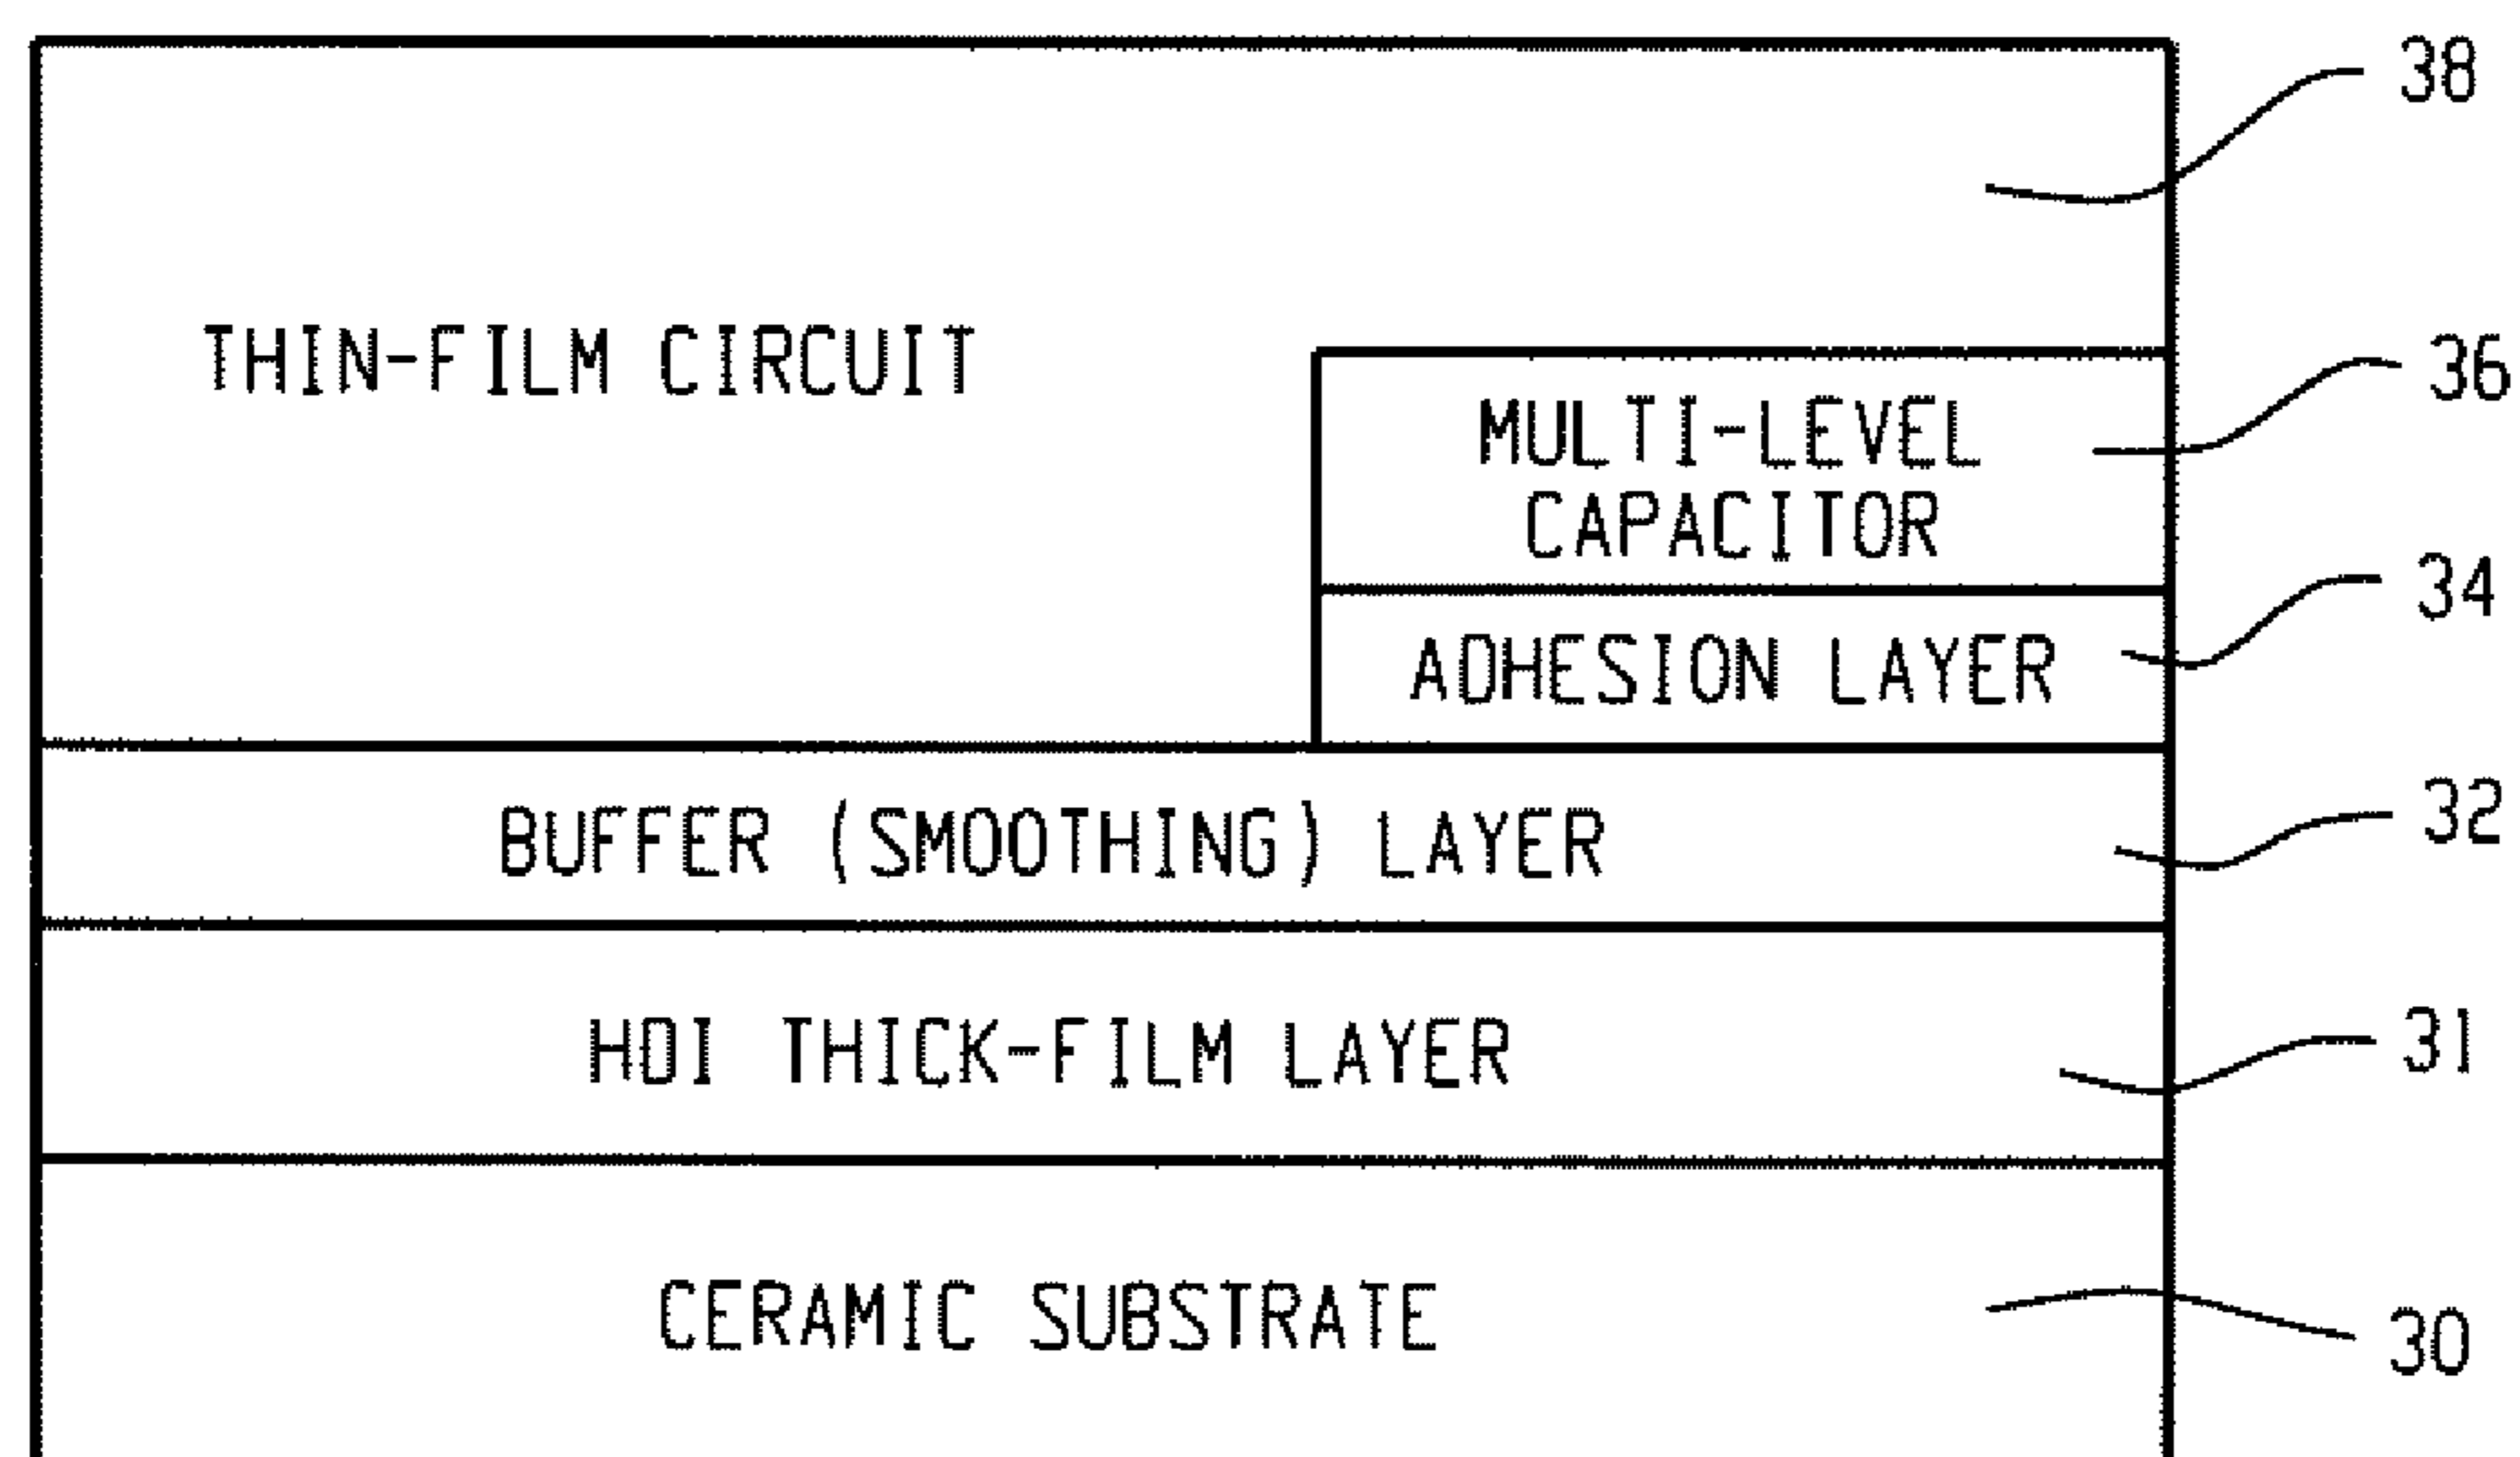 38
THIN-FILM CIRCUIT
36
MULTI-LEVEL
CAPACITOR
34
ADHESION LAYER
32
BUFFER (SMOOTHING) LAYER
HDI THICK-FILM LAYER
31
CERAMIC SUBSTRATE
30